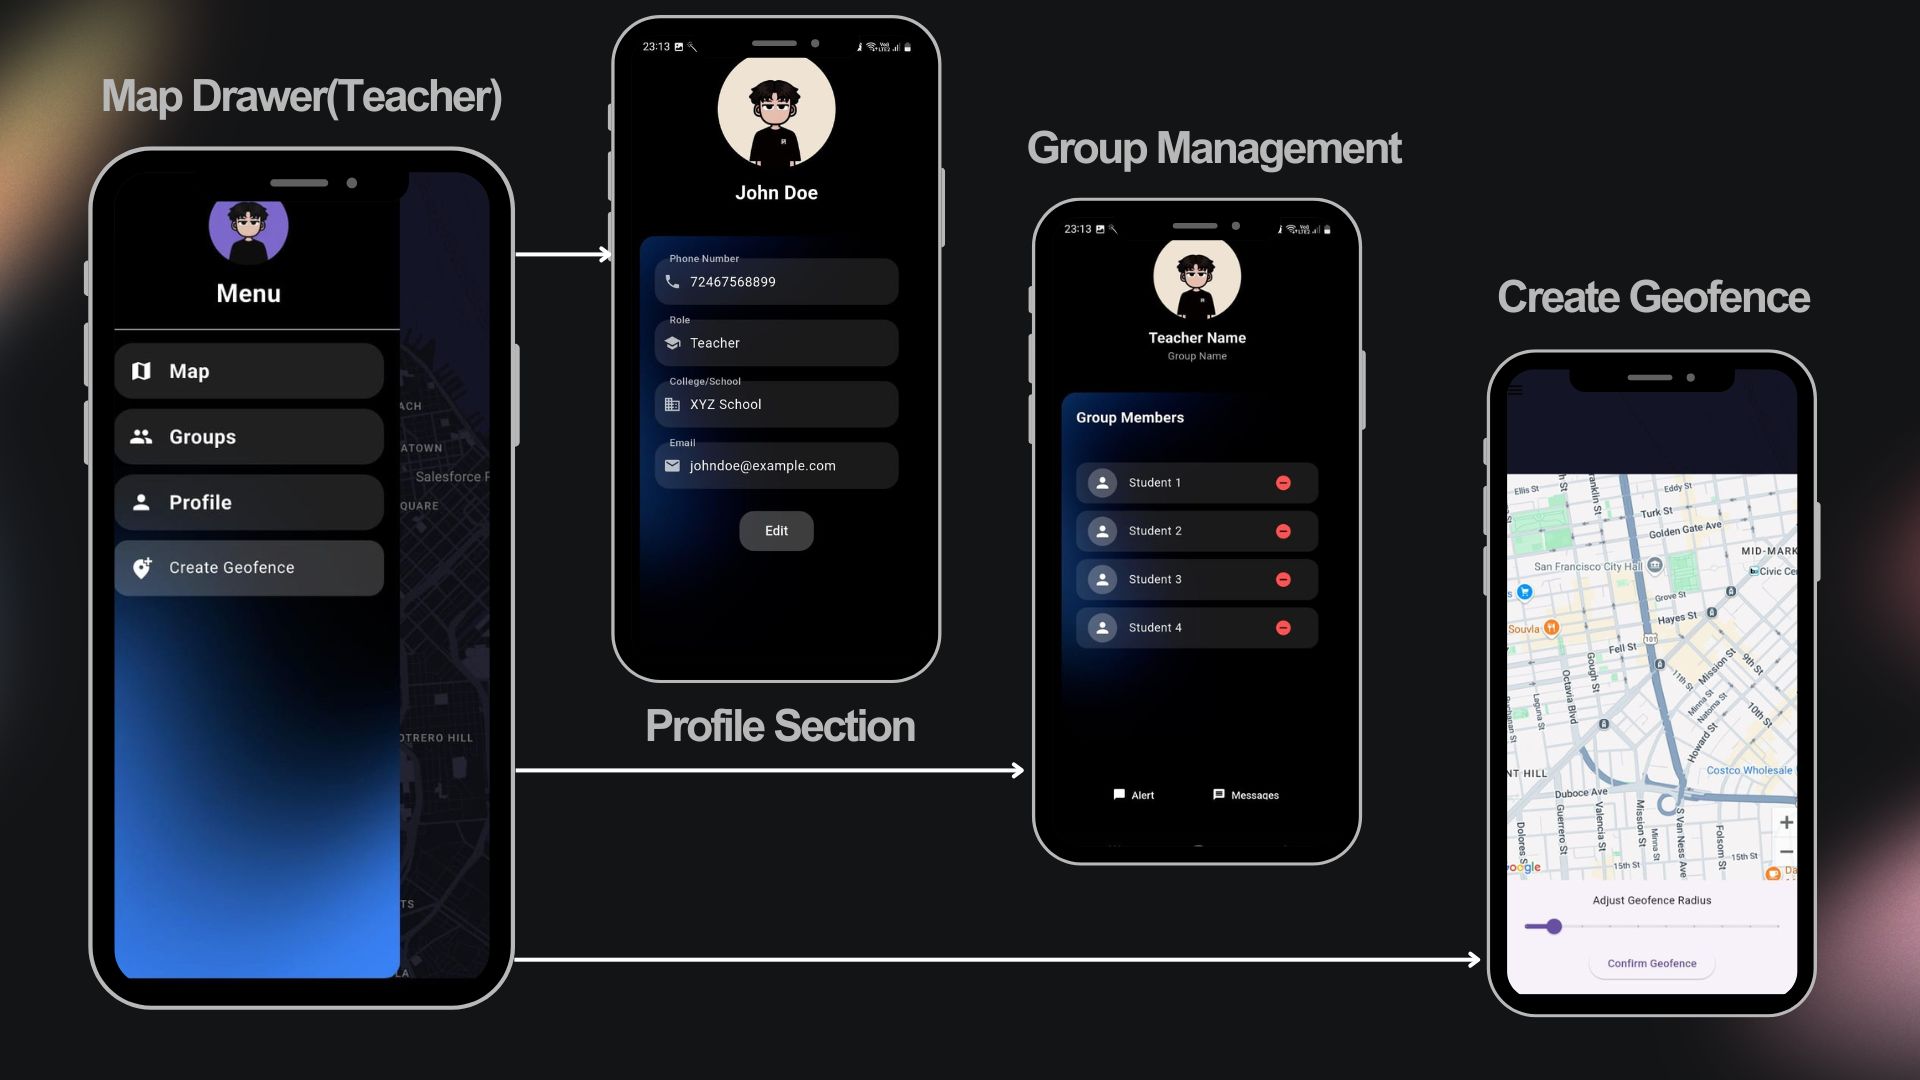 Map Drawer(Teacher)
Menu
Map
Groups
Profile
Create Geofence
ACH
ATOWN
Salesforce P
QUARE
OTRERO HILL
TS
LA
23:13
John Doe
Phone Number
72467568899
Role
Teacher
College/School
XYZ School
Email
johndoe@example.com
Edit
Profile Section
Group Management
23:13
Teacher Name
Group Name
Group Members
Student 1
Student 2
Student 3
Student 4
Alert
Messages
Create Geofence
Ellis St
Eddy St
Franklin St
Turk St
Golden Gate Ave
MID-MARK
San Francisco City Hall
Civic Ce
Grove St
Hayes St
Souvla
101
Fell St
Gough St
Octavia Blvd
Laguna St
Mission St
9th St
11th St
Minna St
Natoma St
10th St
Howard St
NT HILL
Costco Wholesale
Duboce Ave
Guerrero St
Valencia St
Mission St
Minna St
S Van Ness Ave
Folsom St
Dolores S
15th St
15th St
oogle
Da
Adjust Geofence Radius
Confirm Geofence